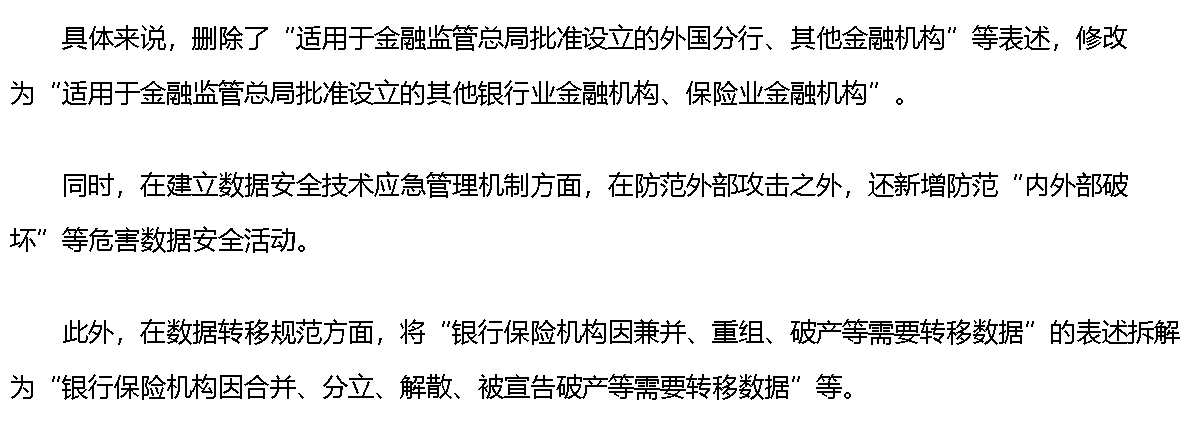 具体来说，删除了“适用于金融监管总局批准设立的外国分行、其他金融机构”等表述，修改
为“适用于金融监管总局批准设立的其他银行业金融机构、保险业金融机构”。
同时，在建立数据安全技术应急管理机制方面，在防范外部攻击之外，还新增防范“内外部破
坏”等危害数据安全活动。
此外，在数据转移规范方面，将“银行保险机构因兼并、重组、破产等需要转移数据”的表述拆解
为“银行保险机构因合并、分立、解散、被宣告破产等需要转移数据”等。